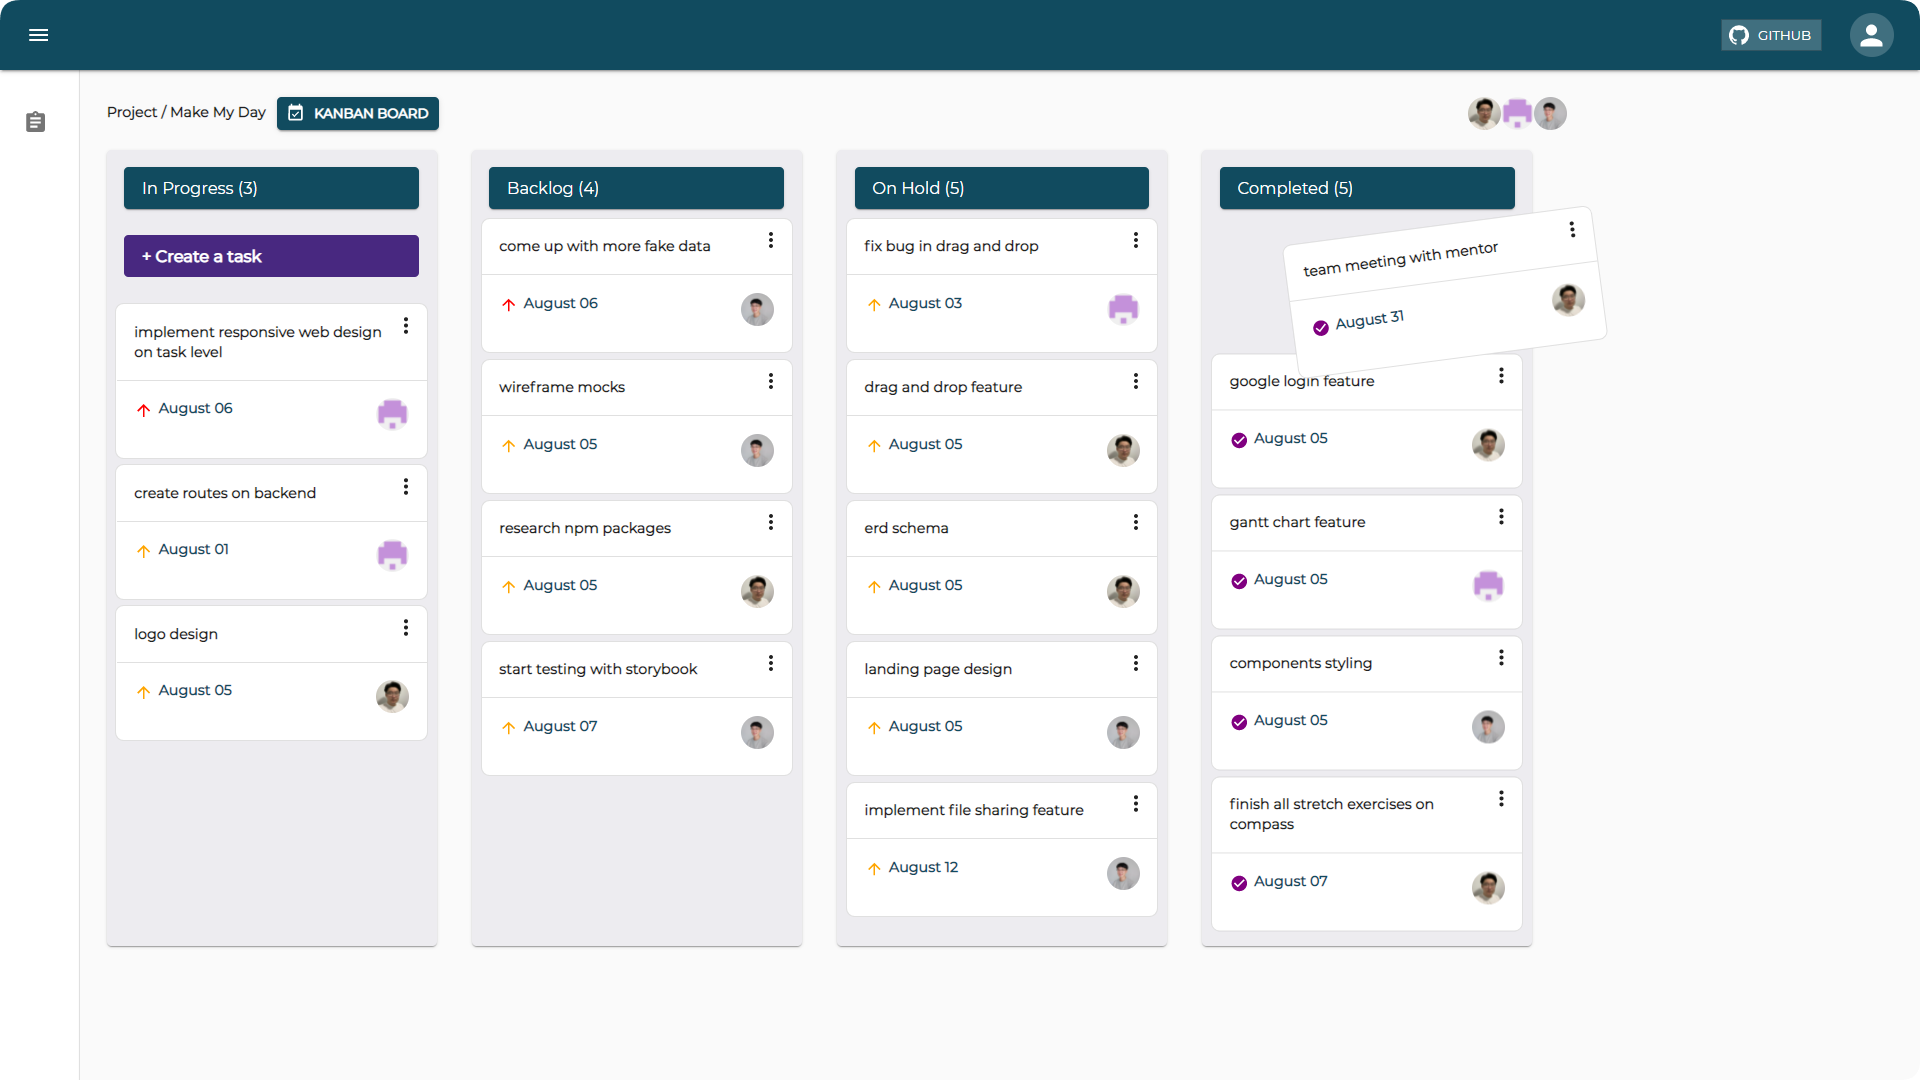 GITHUB
Project / Make My Day
KANBAN BOARD
In Progress (3)
+ Create a task
implement responsive web design
on task level
August 06
create routes on backend
August 01
logo design
August 05
Backlog (4)
come up with more fake data
August 06
wireframe mocks
August 05
research npm packages
August 05
start testing with storybook
August 07
On Hold (5)
fix bug in drag and drop
August 03
drag and drop feature
August 05
erd schema
August 05
landing page design
August 05
implement file sharing feature
August 12
Completed (5)
team meeting with mentor
August 31
google login feature
August 05
gantt chart feature
August 05
components styling
August 05
finish all stretch exercises on
compass
August 07